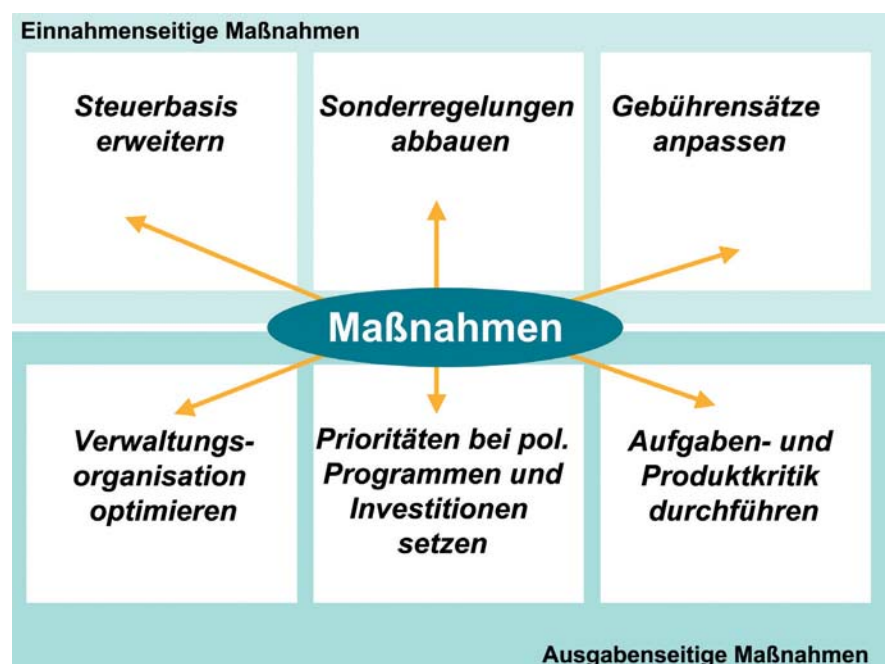 Einnahmenseitige Maßnahmen
Steuerbasis
erweitern
Sonderregelungen
abbauen
Gebührensätze
anpassen
Maßnahmen
Verwaltungs-
organisation
optimieren
Prioritäten bei pol.
Programmen und
Investitionen
setzen
Aufgaben- und
Produktkritik
durchführen
Ausgabenseitige Maßnahmen